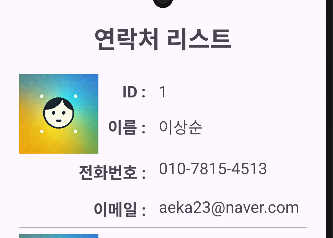 연락처 리스트
ID : 1
이름 : 이상순
전화번호 : 010-7815-4513
이메일 : aeka23@naver.com